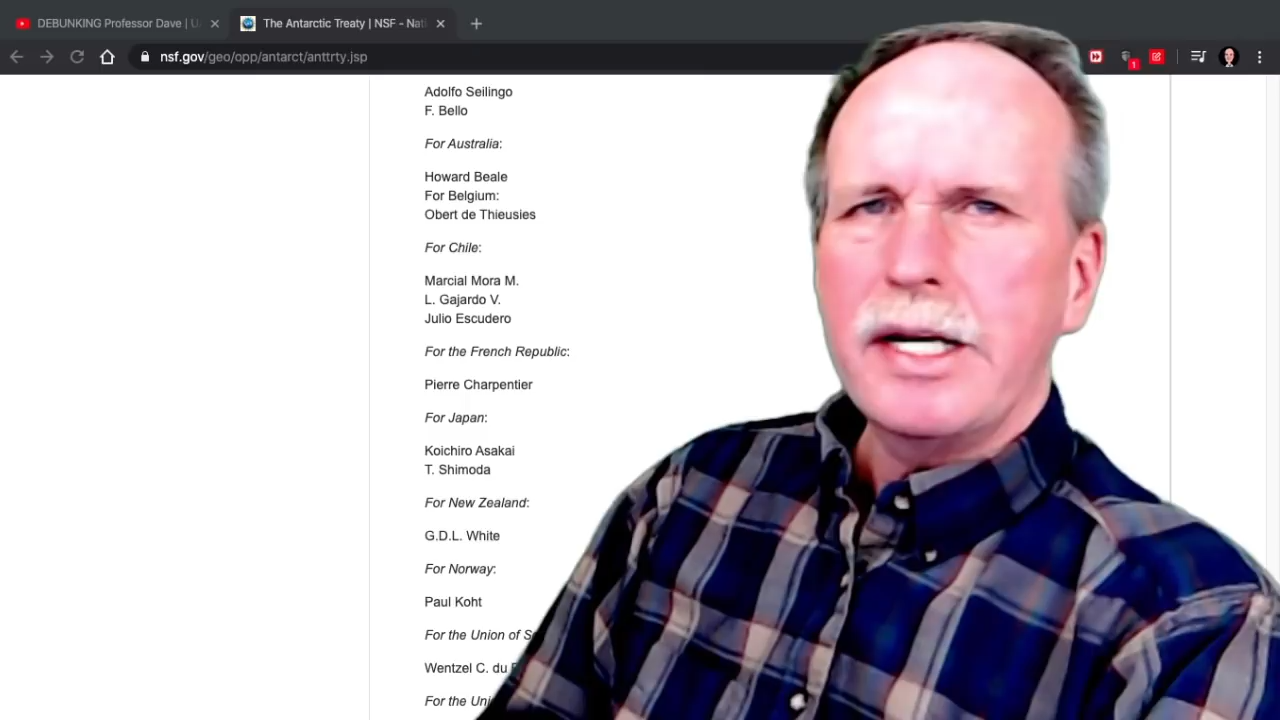 DEBUNKING Professor Dave |
The Antarctic Treaty | NSF - Nati
nsf.gov/geo/opp/antarct/anttrty.jsp
1
Adolfo Seilingo
F. Bello
For Australia:
Howard Beale
For Belgium:
Obert de Thieusies
For Chile:
Marcial Mora M.
L. Gajardo V.
Julio Escudero
For the French Republic:
Pierre Charpentier
For Japan:
Koichiro Asakai
T. Shimoda
For New Zealand:
G.D.L. White
For Norway:
Paul Koht
For the Union of S
Wentzel C. du
For the Uni